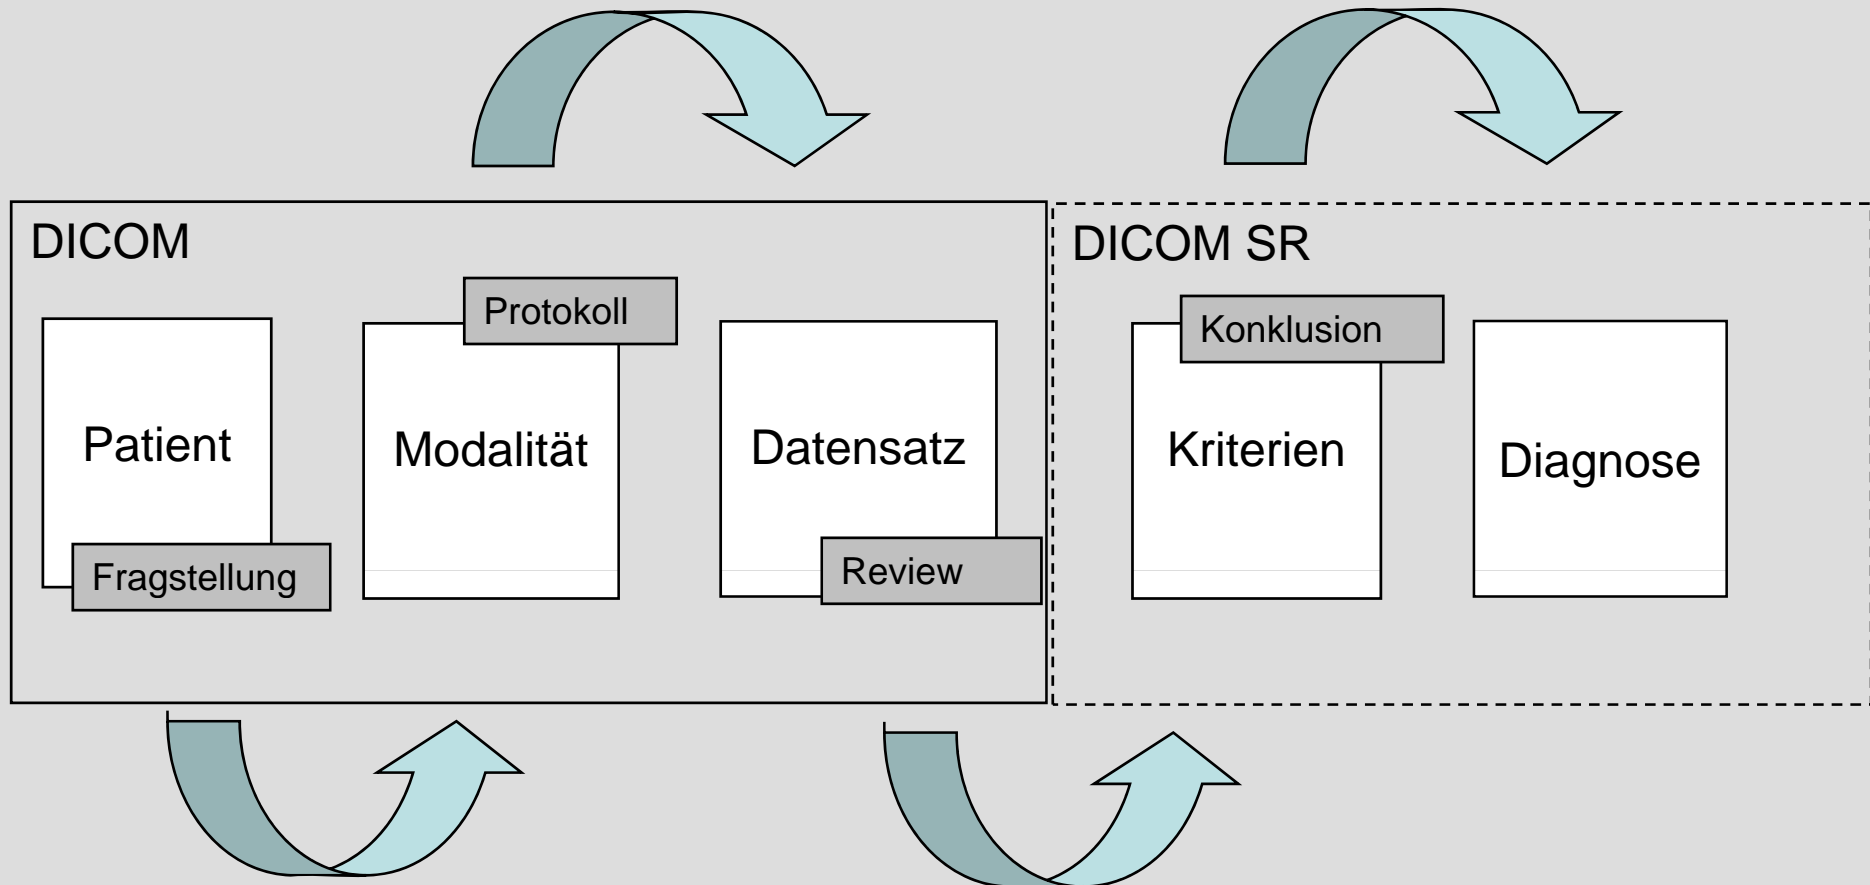 DICOM
DICOM SR
Protokoll
Konklusion
Patient
Modalität
Datensatz
Kriterien
Diagnose
Fragstellung
Review